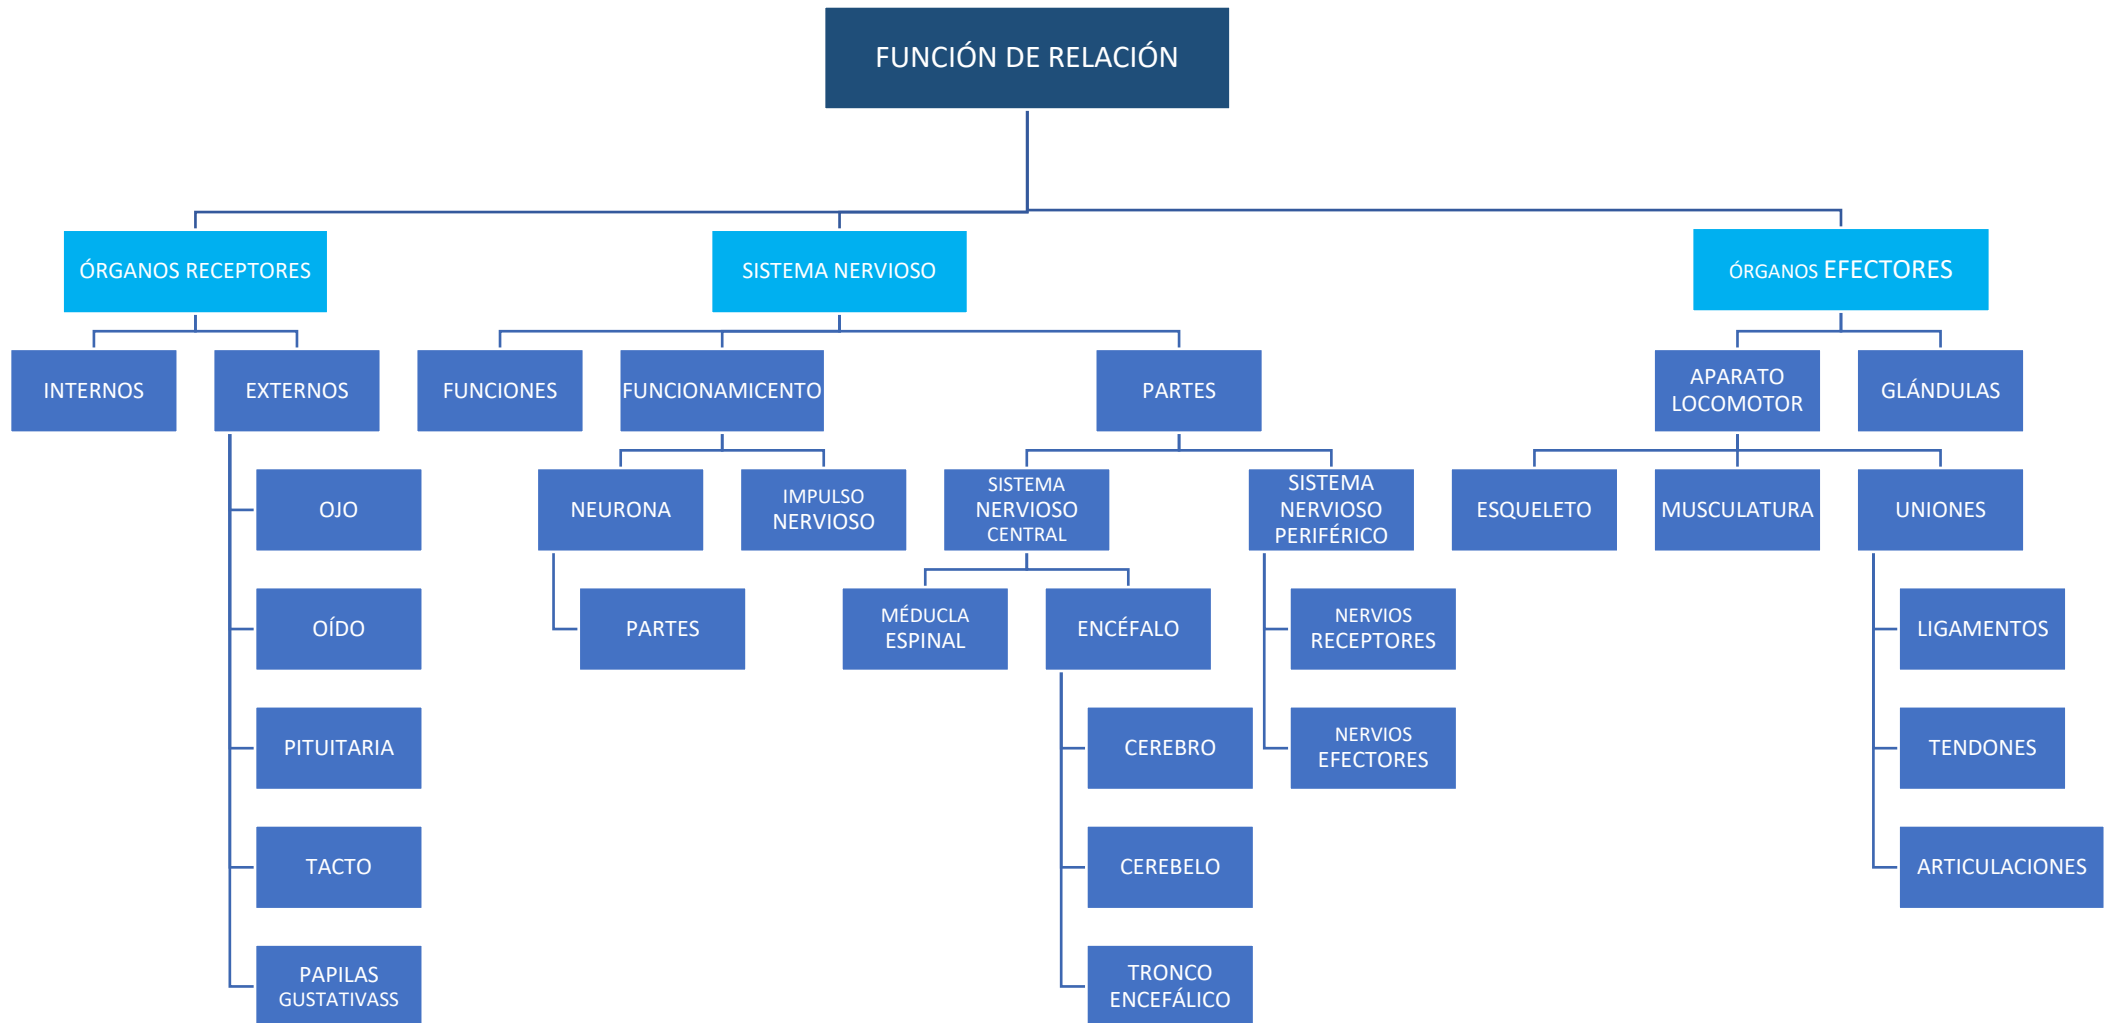 FUNCIÓN DE RELACIÓN
ÓRGANOS RECEPTORES
SISTEMA NERVIOSO
ÓRGANOS EFECTORES
INTERNOS
EXTERNOS
FUNCIONES
FUNCIONAMICENTO
PARTES
APARATO
LOCOMOTOR
GLÁNDULAS
OJO
NEURONA
IMPULSO
NERVIOSO
SISTEMA
NERVIOSO
CENTRAL
SISTEMA
NERVIOSO
PERIFÉRICO
ESQUELETO
MUSCULATURA
UNIONES
OÍDO
PARTES
MÉDUCLA
ESPINAL
ENCÉFALO
NERVIOS
RECEPTORES
LIGAMENTOS
PITUITARIA
CEREBRO
NERVIOS
EFECTORES
TENDONES
TACTO
CEREBELO
ARTICULACIONES
PAPILAS
GUSTATIVASS
TRONCO
ENCEFÁLICO